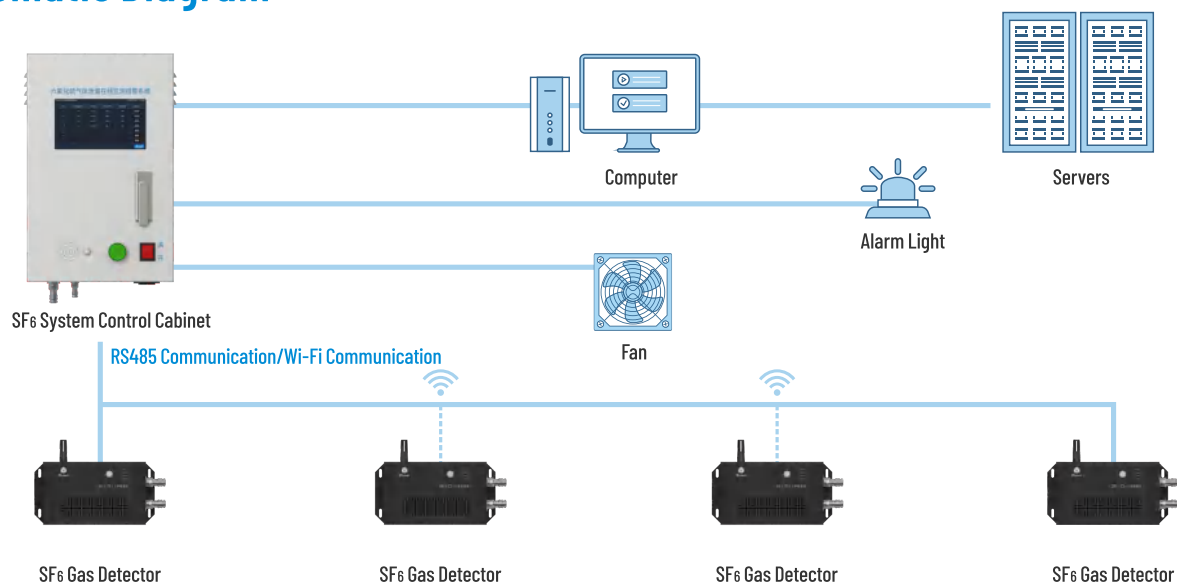 Diagram
Computer
Servers
Alarm Light
SF6 System Control Cabinet
Fan
RS485 Communication/Wi-Fi Communication
SF6 Gas Detector
SF6 Gas Detector
SF6 Gas Detector
SF6 Gas Detector